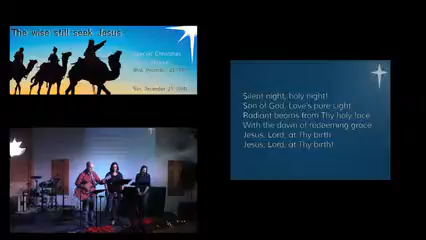 The wise still seek Jesus.
Silent night, holy night!
Son of God, Love's pure Light
Radiant beams from Thy holy face
With the dawn of redeeming grace
Jesus, Lord, at Thy birth
Jesus, Lord, at Thy birth!